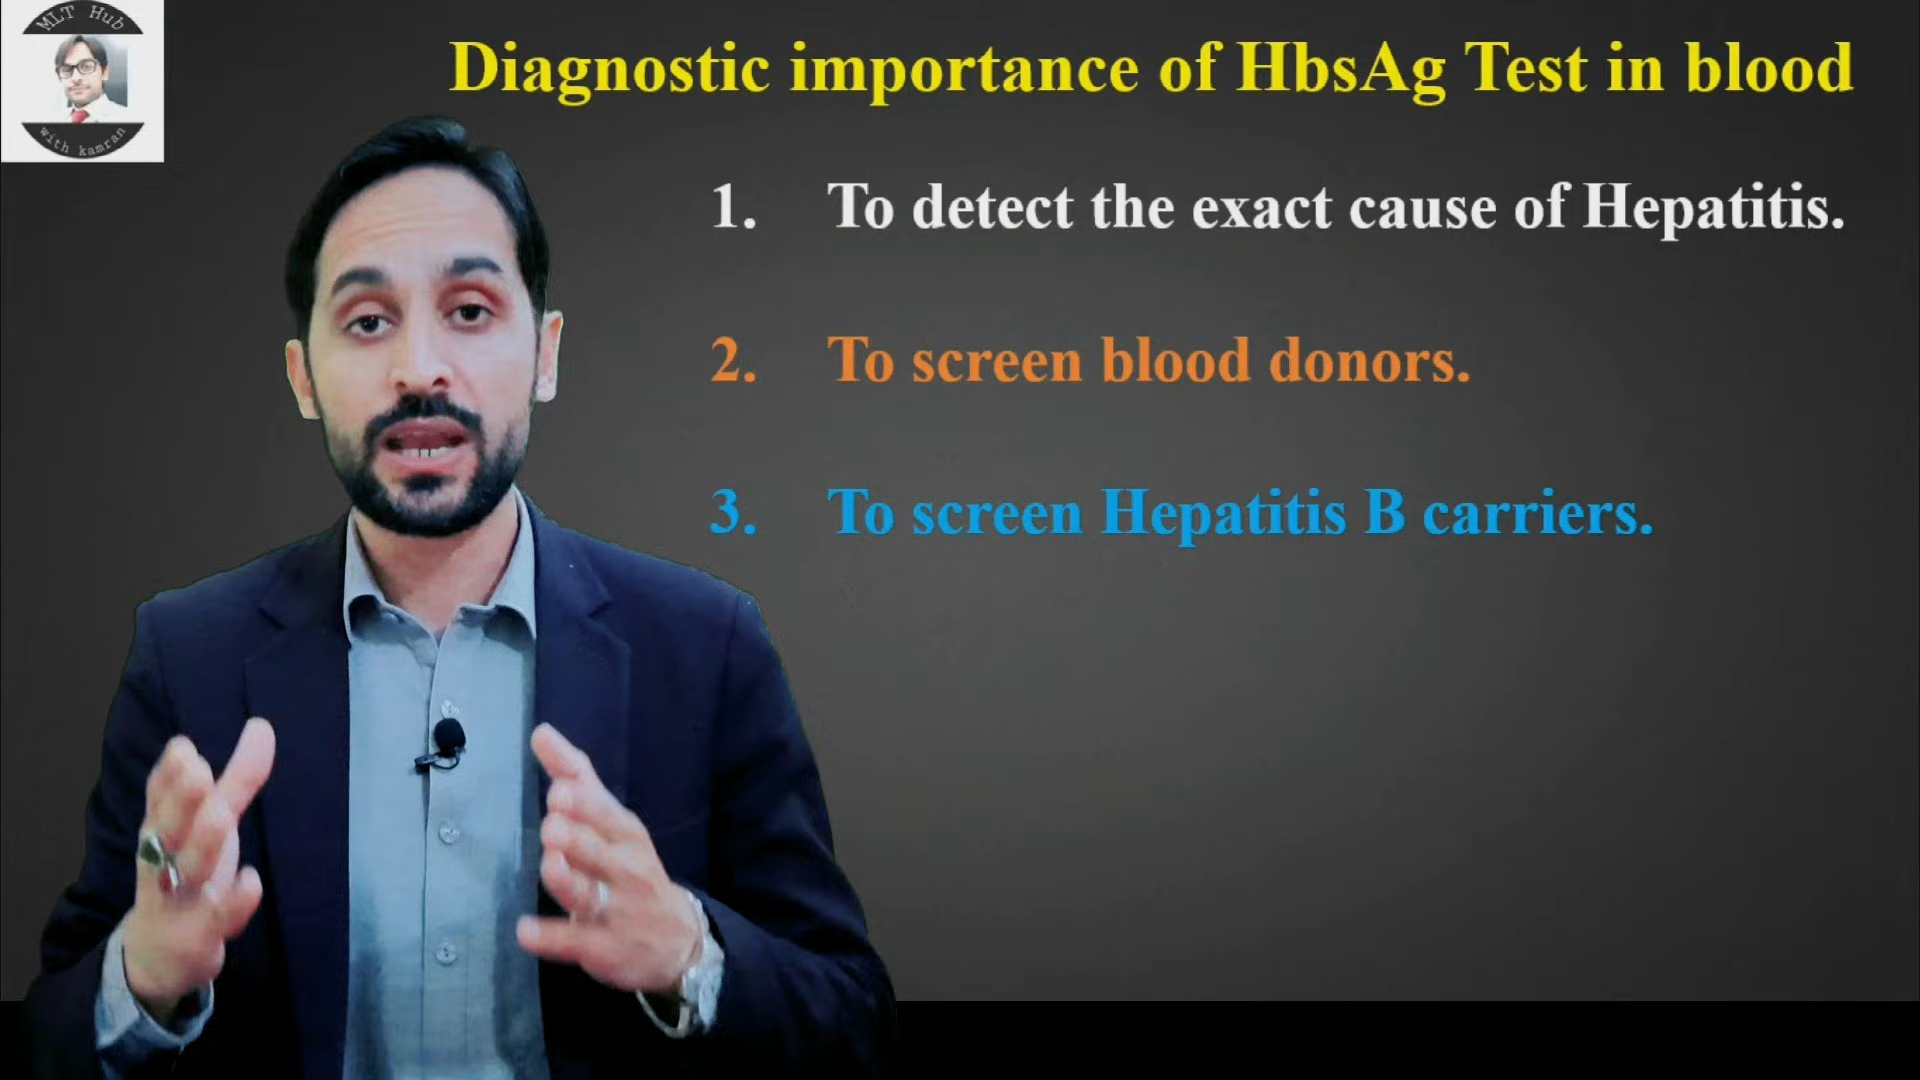 MLT Hub
with kamran
Diagnostic importance of HbsAg Test in blood
1. To detect the exact cause of Hepatitis.
2. To screen blood donors.
3. To screen Hepatitis B carriers.